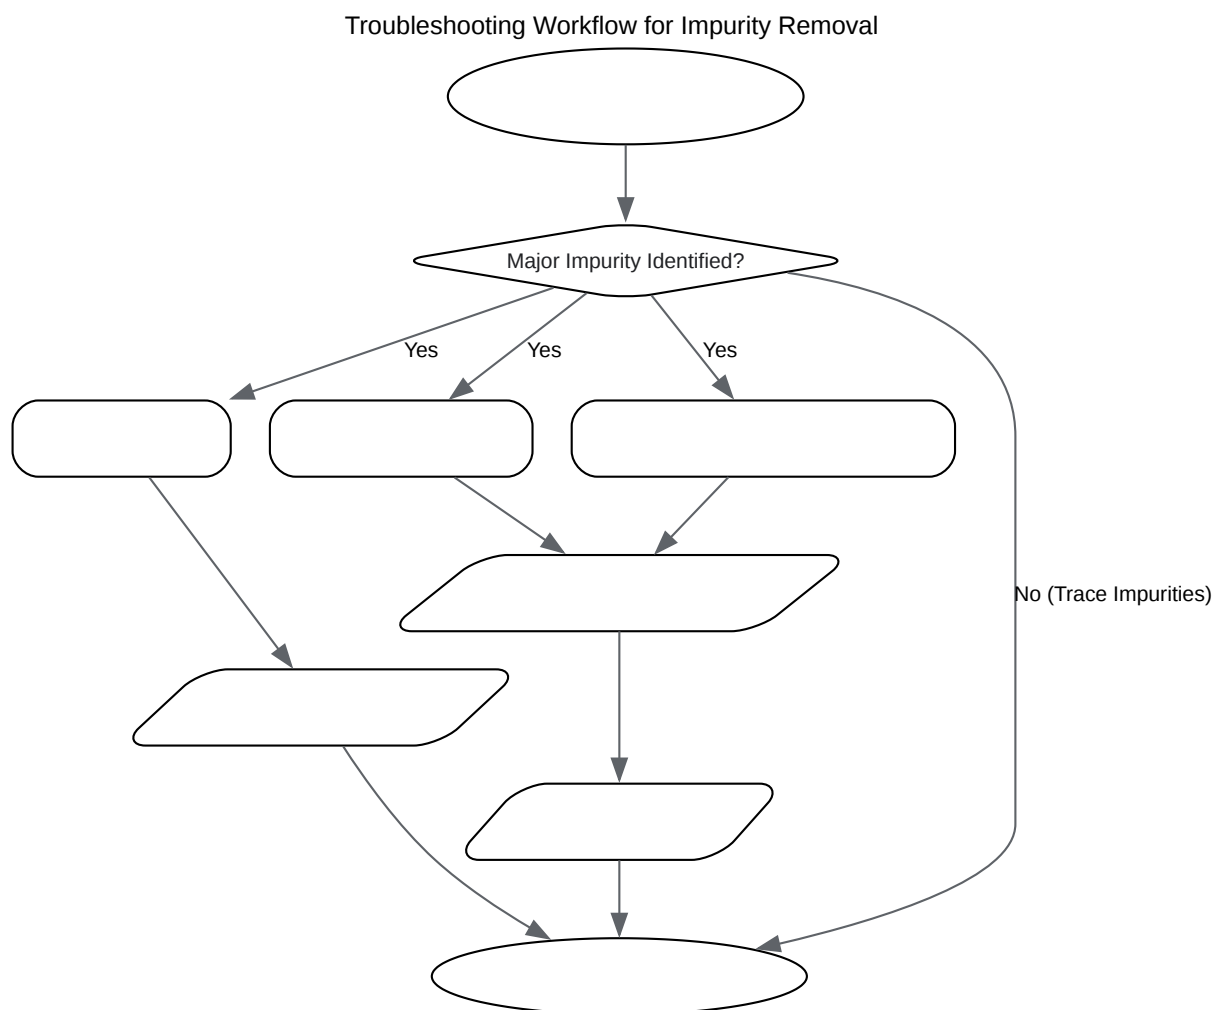 Troubleshooting Workflow for Impurity Removal
Major Impurity Identified?
Yes
Yes
Yes
No (Trace Impurities)